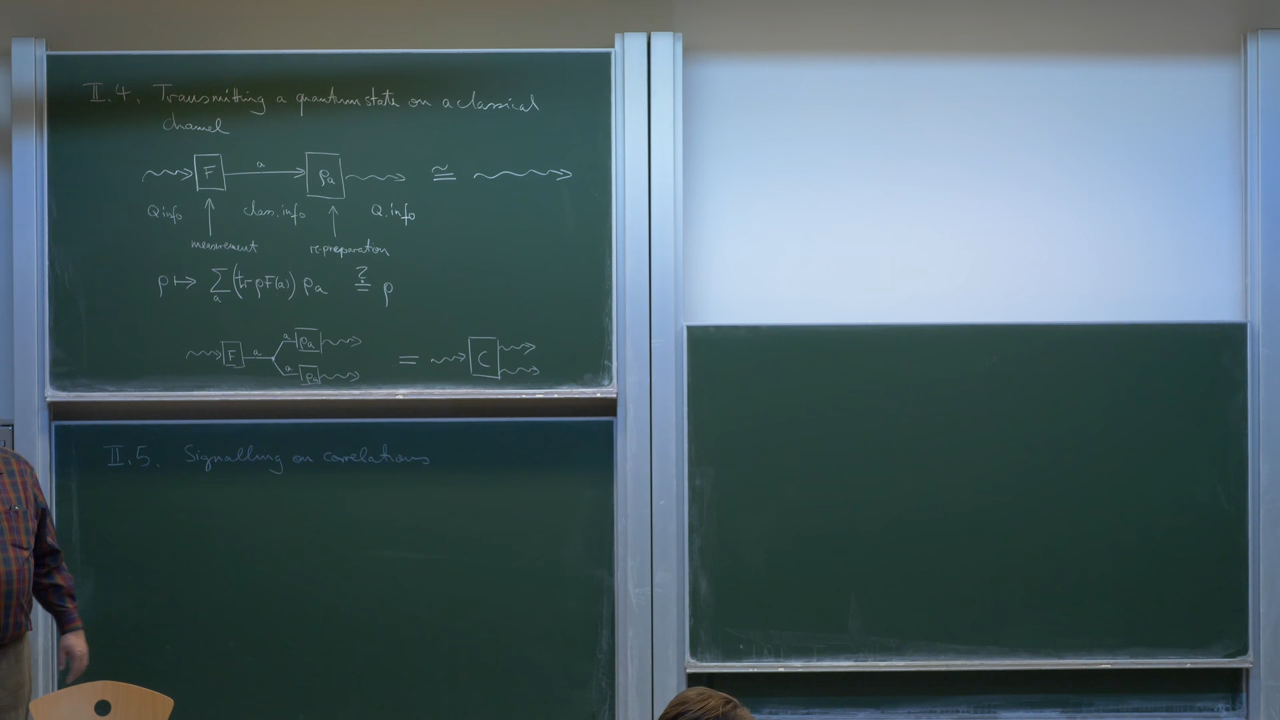 II.4. Transmitting a quantum state on a classical
channel
F a ρa ≅
Q info class. info Q. info
measurement re-preparation
ρ ↦ ∑a (tr ρF(a)) ρa ≟ ρ
F a a ρa a ρa = C
II.5. Signalling on correlations